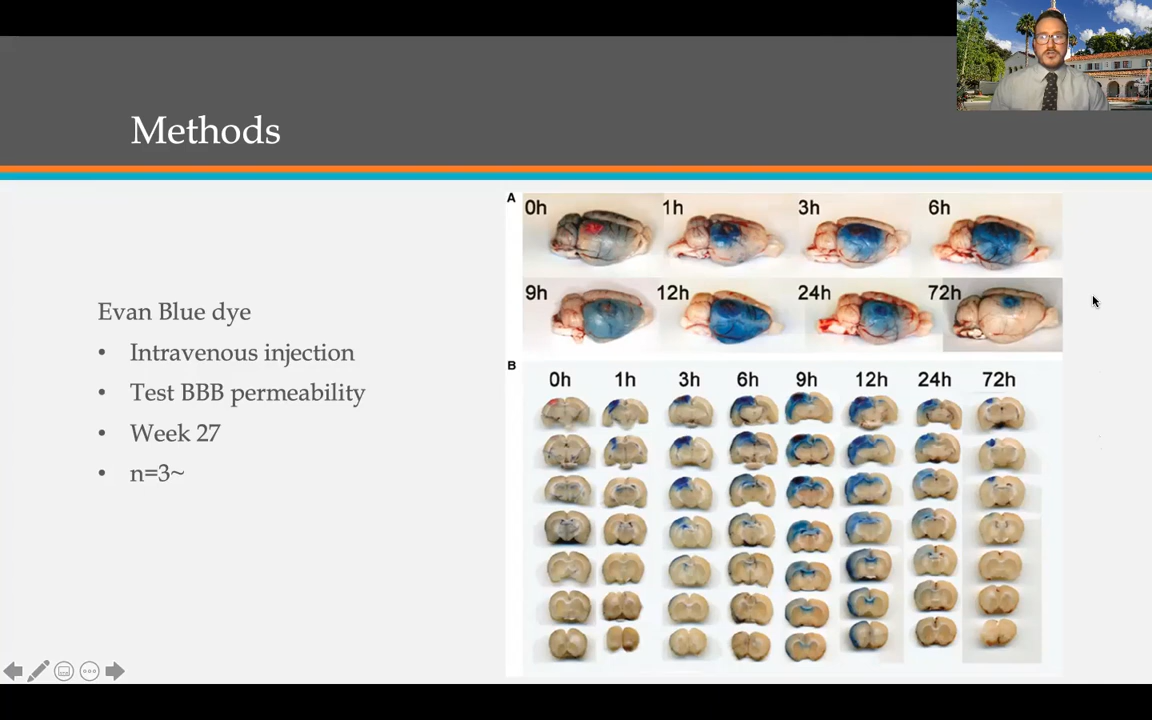 Methods
Evan Blue dye
• Intravenous injection
• Test BBB permeability
• Week 27
• n=3~
A
0h 1h 3h 6h
9h 12h 24h 72h
B
0h 1h 3h 6h 9h 12h 24h 72h